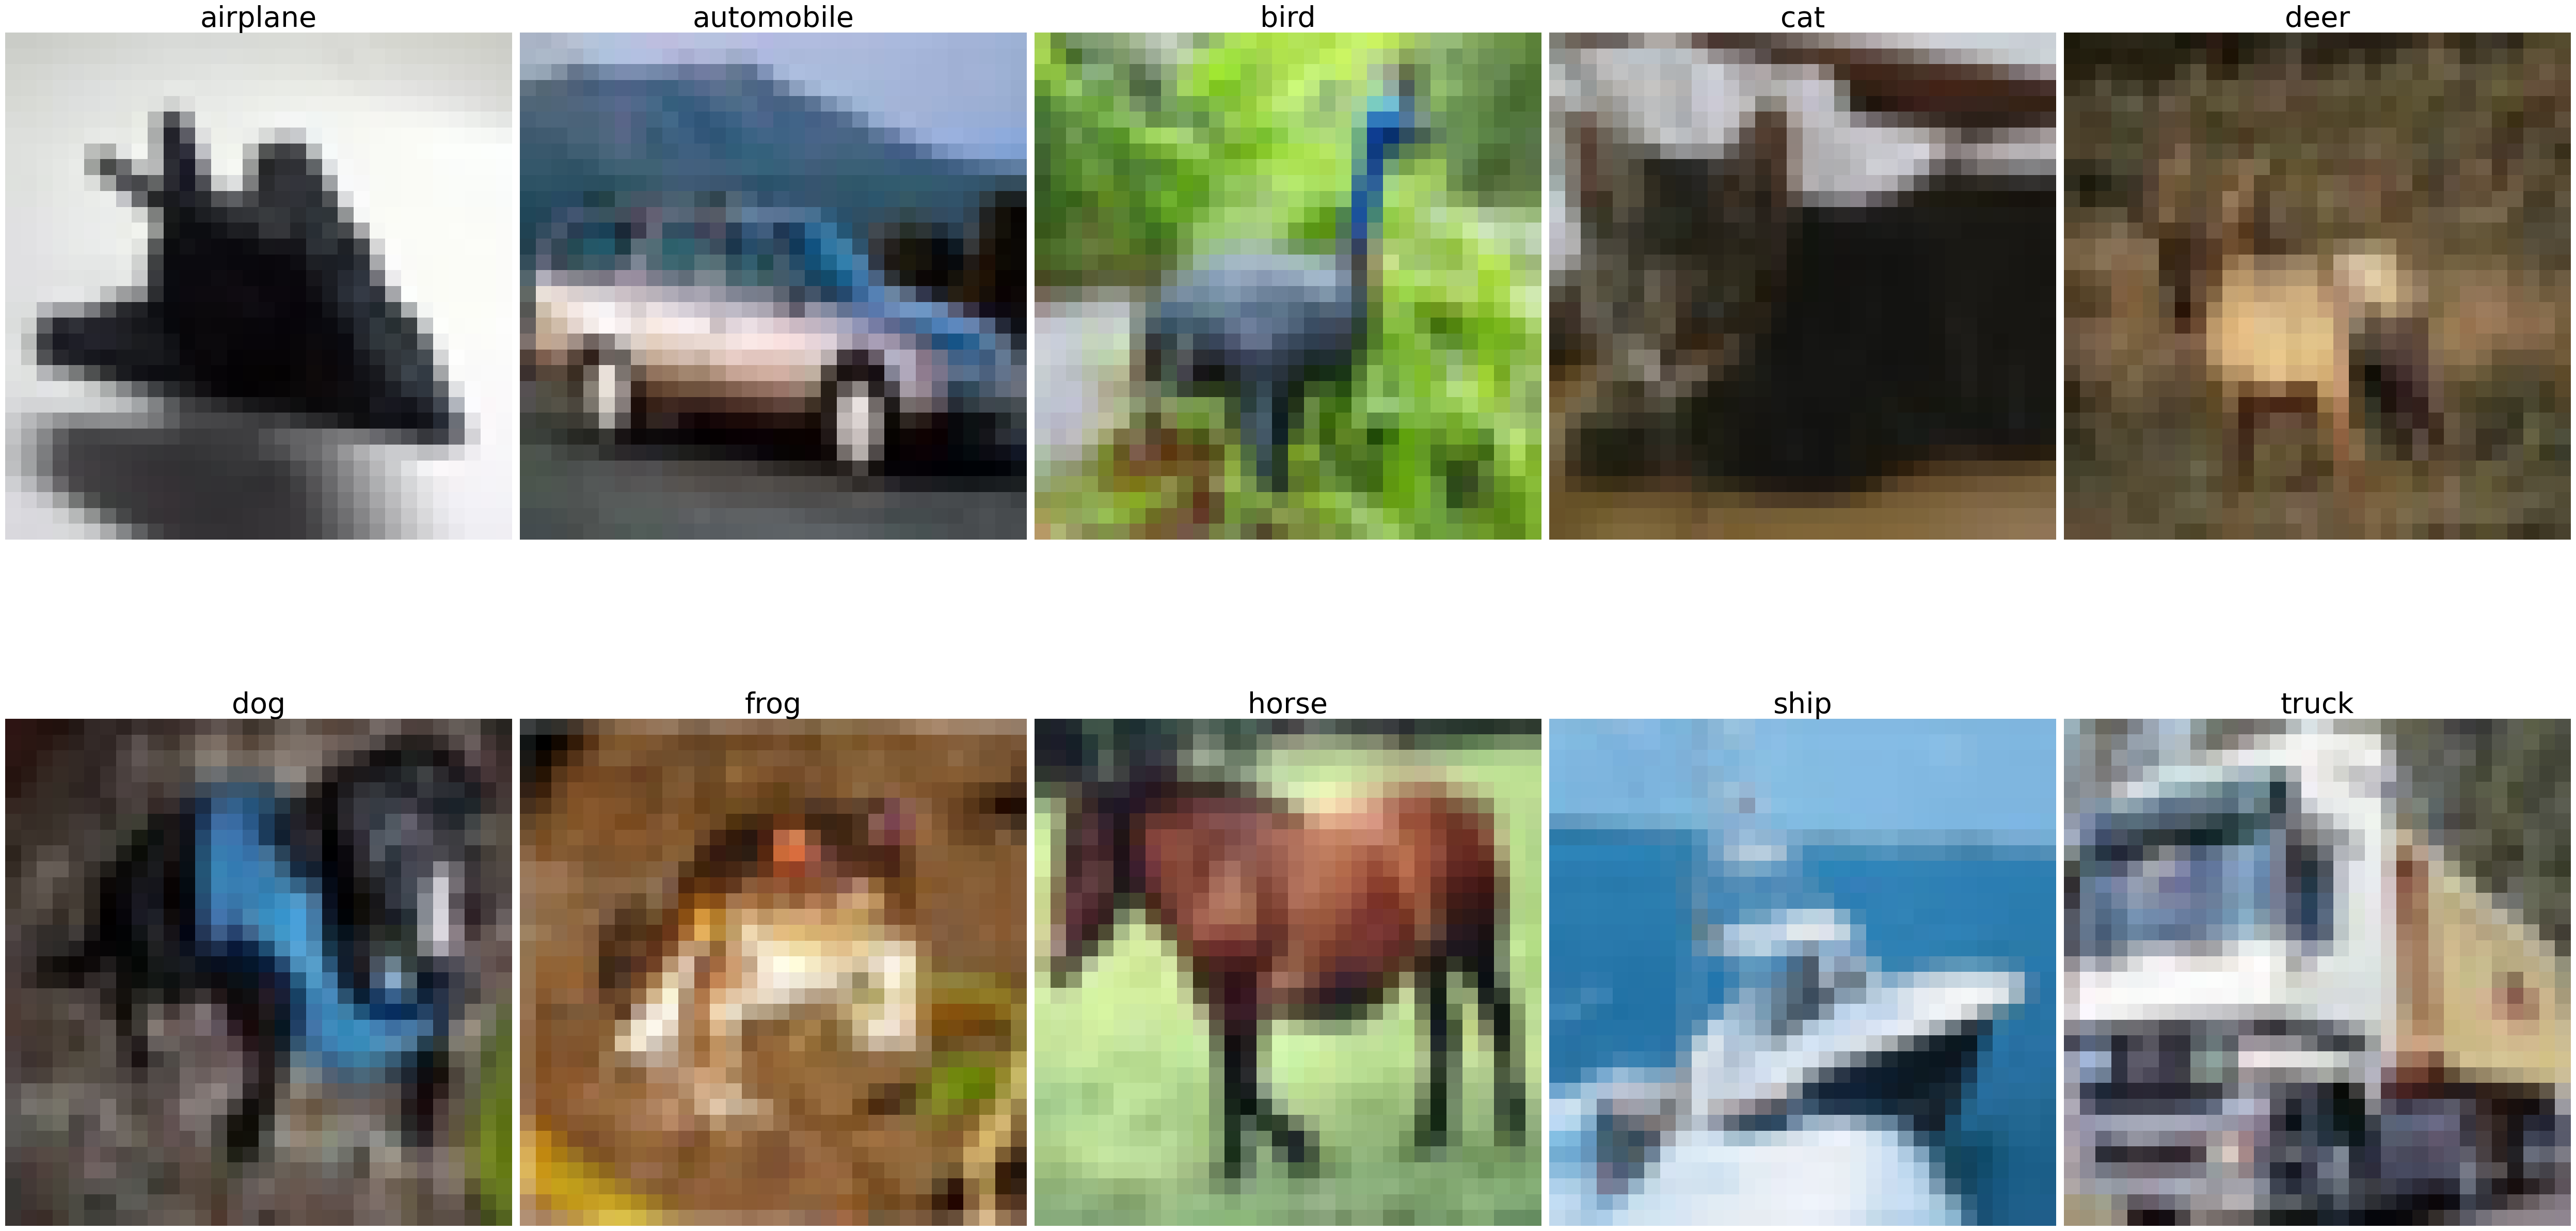 airplane automobile bird cat deer
dog frog horse ship truck